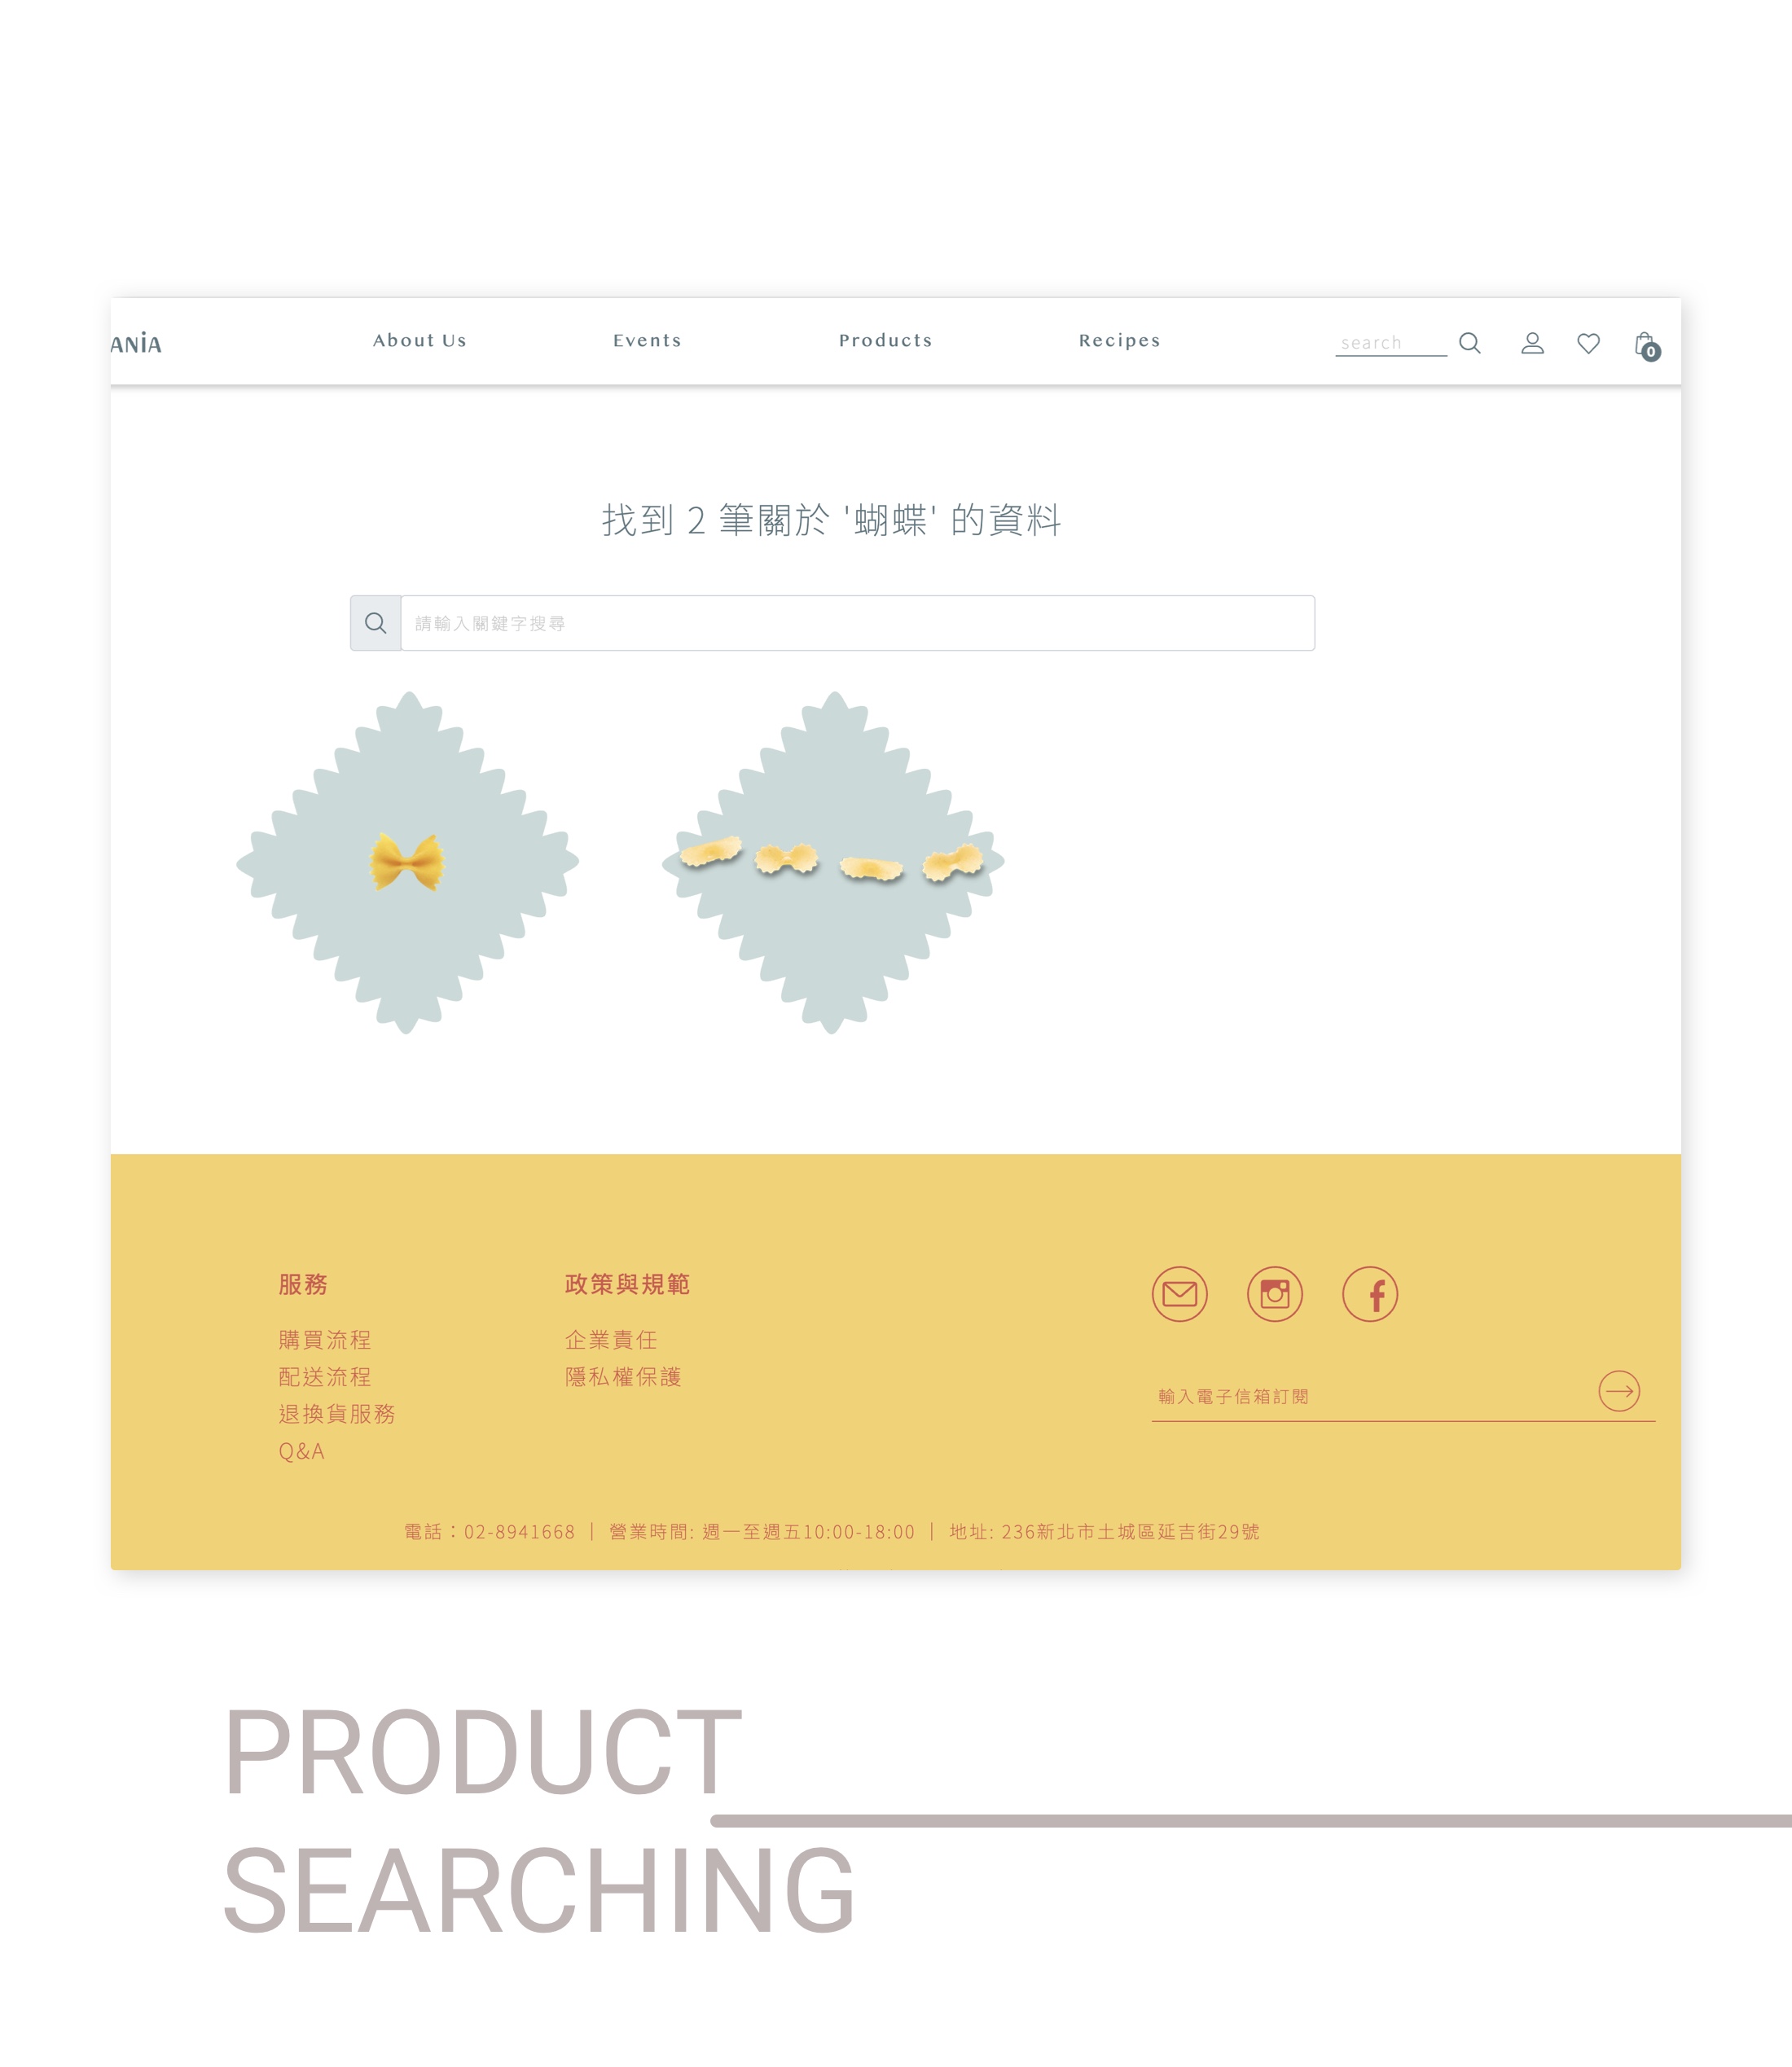 ANiA
About Us
Events
Products
Recipes
search
0
找到 2 筆關於 '蝴蝶' 的資料
請輸入關鍵字搜尋
服務
購買流程
配送流程
退換貨服務
Q&A
政策與規範
企業責任
隱私權保護
輸入電子信箱訂閱
電話：02-8941668 ｜ 營業時間: 週一至週五10:00-18:00 ｜ 地址: 236新北市土城區延吉街29號
PRODUCT
SEARCHING